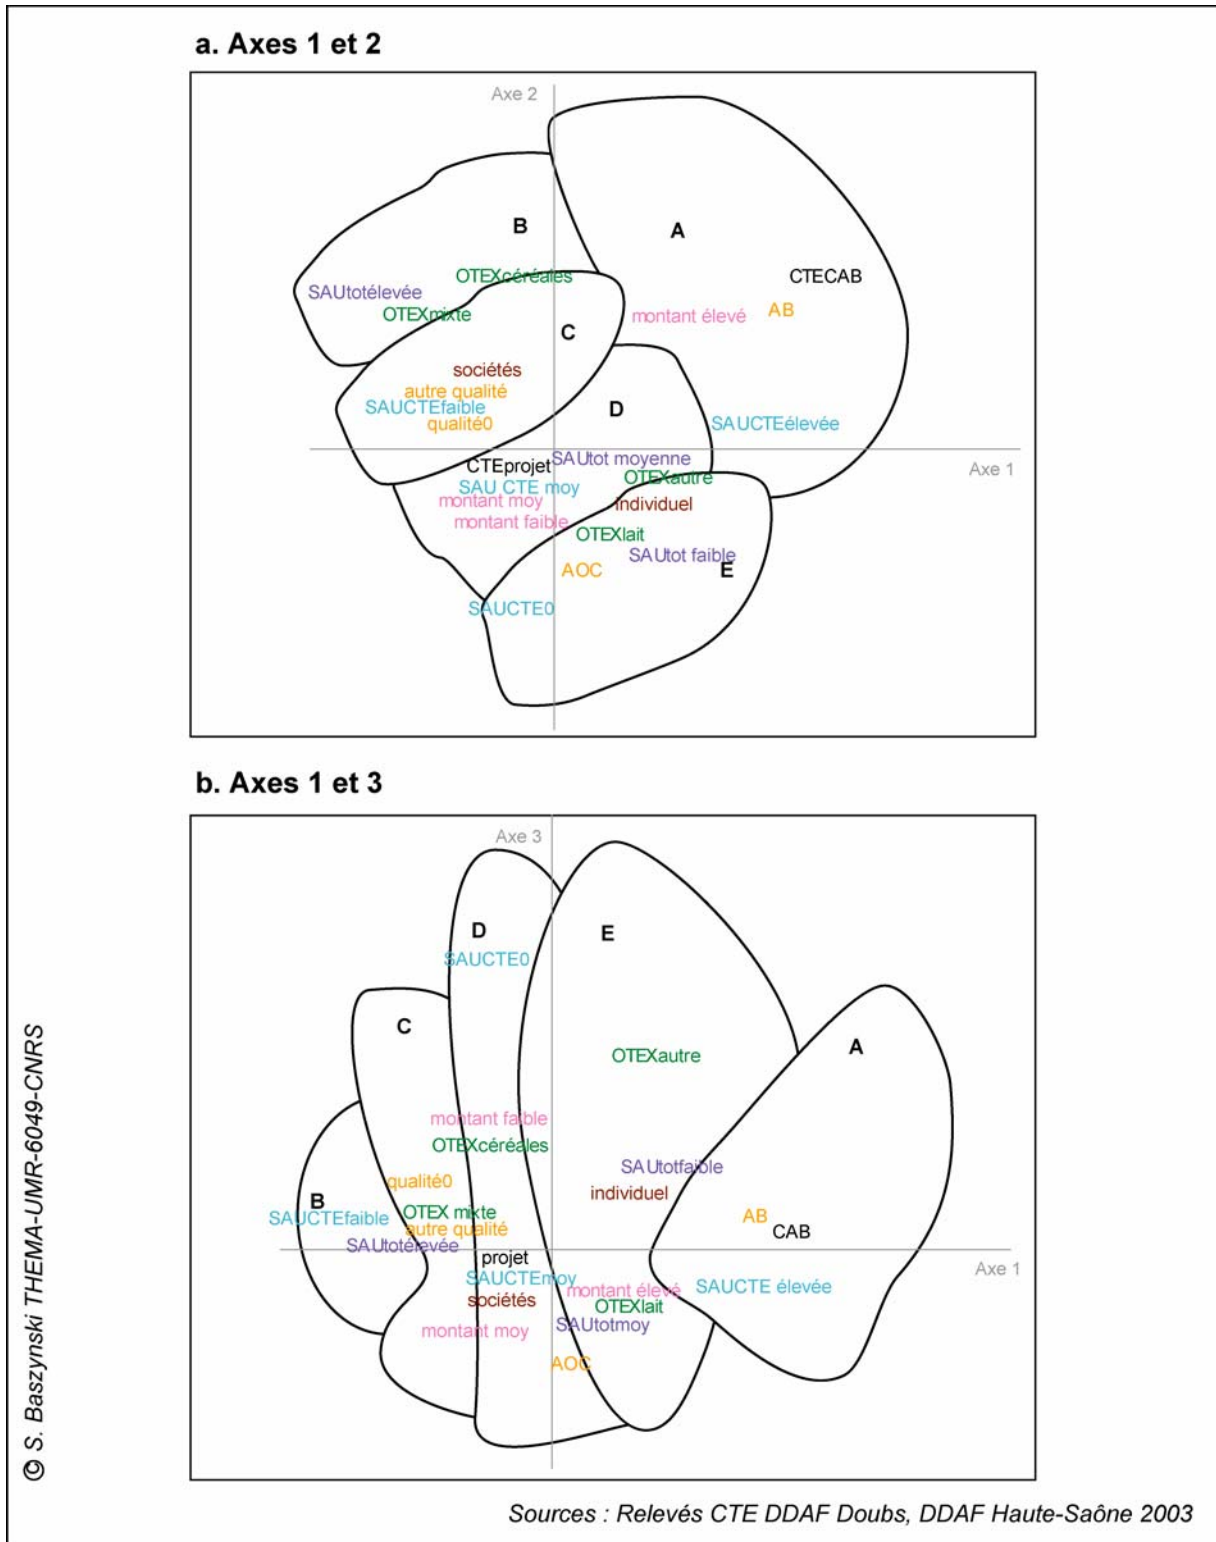 a. Axes 1 et 2
Axe 2
B
A
OTEXcéréales
CTECAB
SAUtotélevée
AB
OTEXmixte
montant élevé
C
sociétés
autre qualité
SAUCTEfaible
D
qualité0
SAUCTEélevée
CTEprojet
SAUtot moyenne
Axe 1
OTEXautre
SAU CTE moy
montant moy
individuel
montant faible
OTEXlait
SAUtot faible
AOC
E
SAUCTE0
b. Axes 1 et 3
Axe 3
D
E
SAUCTE0
C
A
OTEXautre
montant faible
OTEXcéréales
SAUtotfaible
qualité0
individuel
B
OTEX mixte
SAUCTEfaible
AB
autre qualité
CAB
SAUtotélevée
projet
Axe 1
SAUCTEmoy
montant élevé
SAUCTE élevée
sociétés
OTEXlait
SAUtotmoy
montant moy
AOC
© S. Baszynski THEMA-UMR-6049-CNRS
Sources : Relevés CTE DDAF Doubs, DDAF Haute-Saône 2003